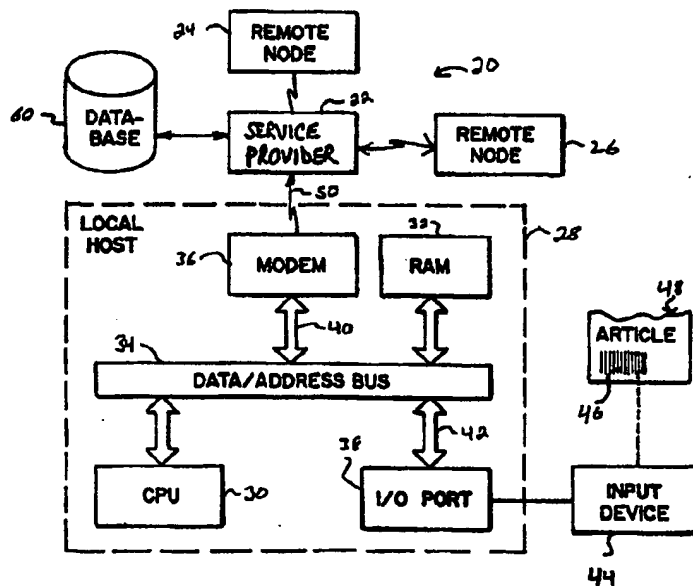 24
REMOTE
NODE
20
60
DATA-
BASE
22
SERVICE
PROVIDER
REMOTE
NODE
26
50
LOCAL
HOST
28
36
MODEM
RAM
48
ARTICLE
40
34
46
DATA/ADDRESS BUS
42
38
CPU
30
I/O PORT
INPUT
DEVICE
44